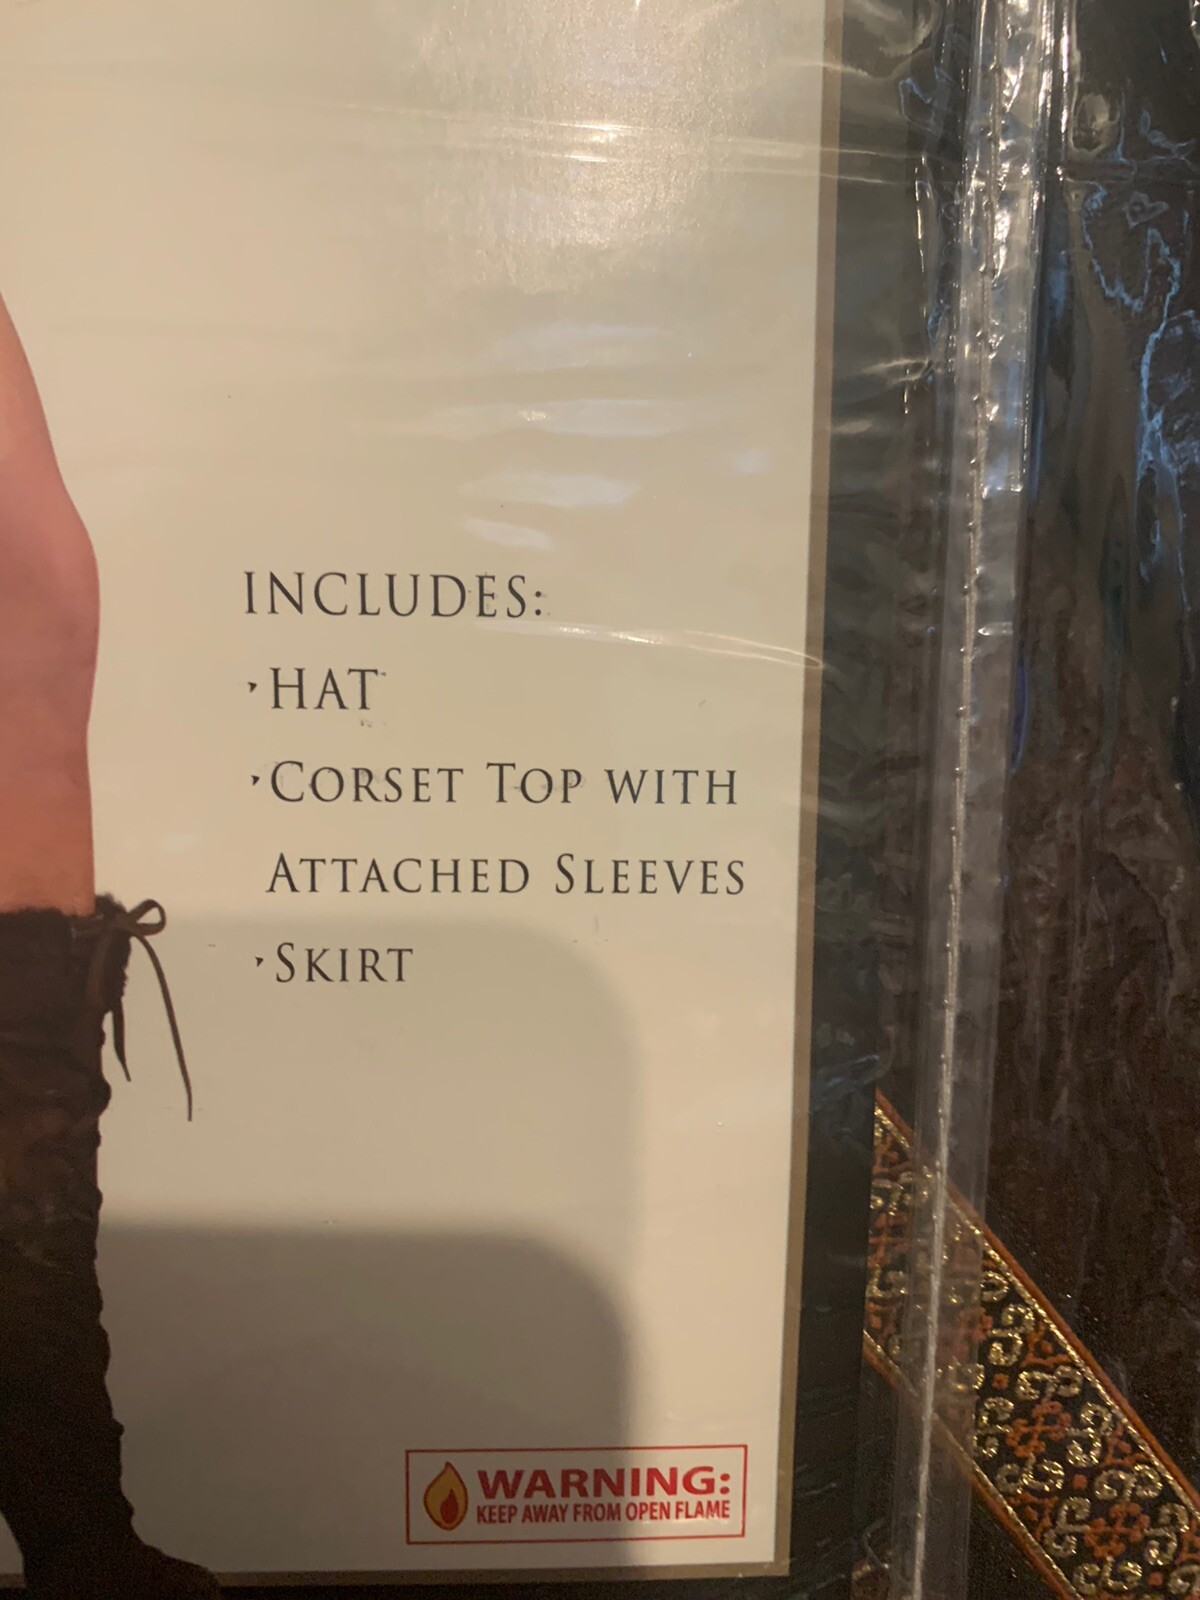 INCLUDES:
·HAT
·CORSET TOP WITH
ATTACHED SLEEVES
·SKIRT
WARNING:
KEEP AWAY FROM OPEN FLAME